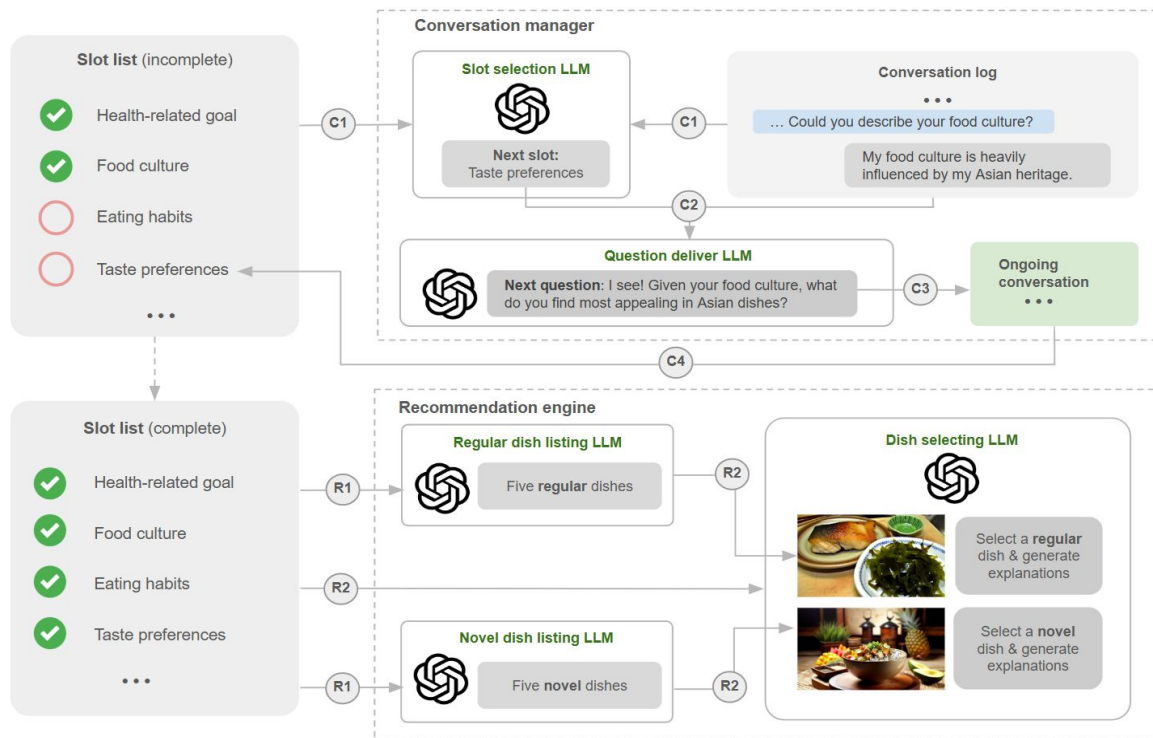 Slot list (incomplete)
Health-related goal
Food culture
Eating habits
Taste preferences
• • •
Conversation manager
Slot selection LLM
Next slot:
Taste preferences
Conversation log
• • •
… Could you describe your food culture?
My food culture is heavily
influenced by my Asian heritage.
C1
C1
C2
Question deliver LLM
Next question: I see! Given your food culture, what
do you find most appealing in Asian dishes?
C3
Ongoing
conversation
• • •
C4
Slot list (complete)
Health-related goal
Food culture
Eating habits
Taste preferences
• • •
Recommendation engine
R1
Regular dish listing LLM
Five regular dishes
R2
R2
R1
Novel dish listing LLM
Five novel dishes
R2
Dish selecting LLM
Select a regular
dish & generate
explanations
Select a novel
dish & generate
explanations